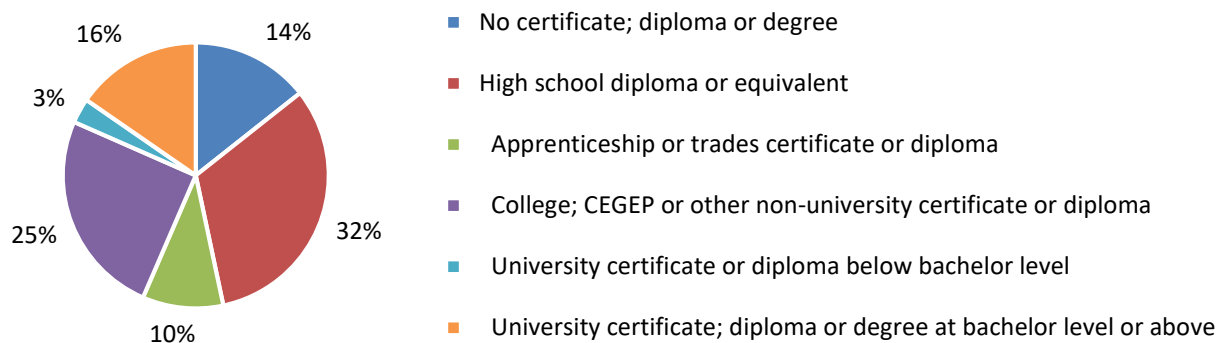 16%
14%
3%
25%
32%
10%
No certificate; diploma or degree
High school diploma or equivalent
Apprenticeship or trades certificate or diploma
College; CEGEP or other non-university certificate or diploma
University certificate or diploma below bachelor level
University certificate; diploma or degree at bachelor level or above